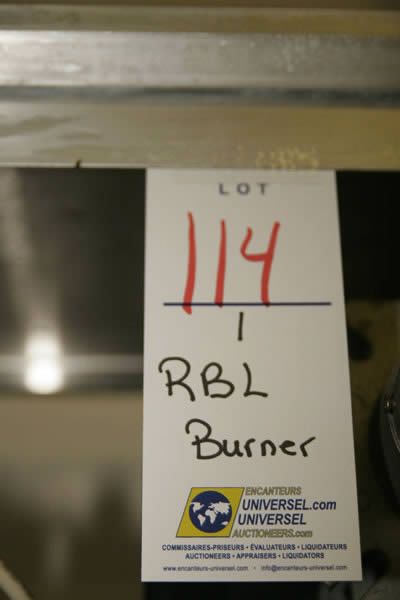 LOT
114
1
RBL
Burner
ENCANTEURS
UNIVERSEL.com
UNIVERSEL
AUCTIONEERS.com
COMMISSAIRES-PRISEURS • ÉVALUATEURS • LIQUIDATEURS
AUCTIONEERS • APPRAISERS • LIQUIDATORS
www.encanteurs-universel.com • info@encanteurs-universel.com